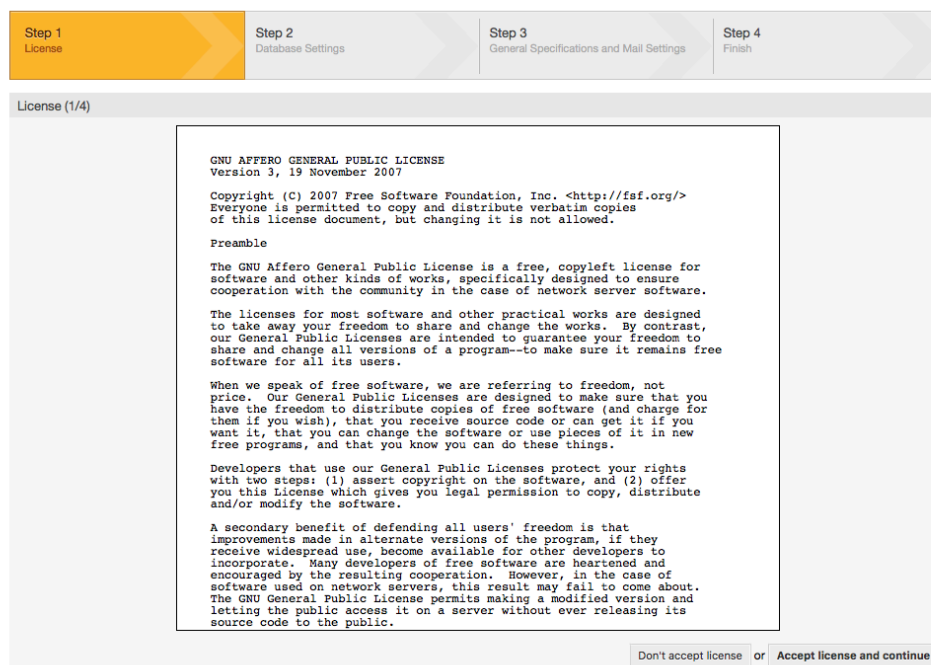 Step 1
License
Step 2
Database Settings
Step 3
General Specifications and Mail Settings
Step 4
Finish
License (1/4)
GNU AFFERO GENERAL PUBLIC LICENSE
Version 3, 19 November 2007
Copyright (C) 2007 Free Software Foundation, Inc. <http://fsf.org/>
Everyone is permitted to copy and distribute verbatim copies
of this license document, but changing it is not allowed.
Preamble
The GNU Affero General Public License is a free, copyleft license for
software and other kinds of works, specifically designed to ensure
cooperation with the community in the case of network server software.
The licenses for most software and other practical works are designed
to take away your freedom to share and change the works.  By contrast,
our General Public Licenses are intended to guarantee your freedom to
share and change all versions of a program--to make sure it remains free
software for all its users.
When we speak of free software, we are referring to freedom, not
price.  Our General Public Licenses are designed to make sure that you
have the freedom to distribute copies of free software (and charge for
them if you wish), that you receive source code or can get it if you
want it, that you can change the software or use pieces of it in new
free programs, and that you know you can do these things.
Developers that use our General Public Licenses protect your rights
with two steps: (1) assert copyright on the software, and (2) offer
you this License which gives you legal permission to copy, distribute
and/or modify the software.
A secondary benefit of defending all users' freedom is that
improvements made in alternate versions of the program, if they
receive widespread use, become available for other developers to
incorporate.  Many developers of free software are heartened and
encouraged by the resulting cooperation.  However, in the case of
software used on network servers, this result may fail to come about.
The GNU General Public License permits making a modified version and
letting the public access it on a server without ever releasing its
source code to the public.
Don't accept license or Accept license and continue